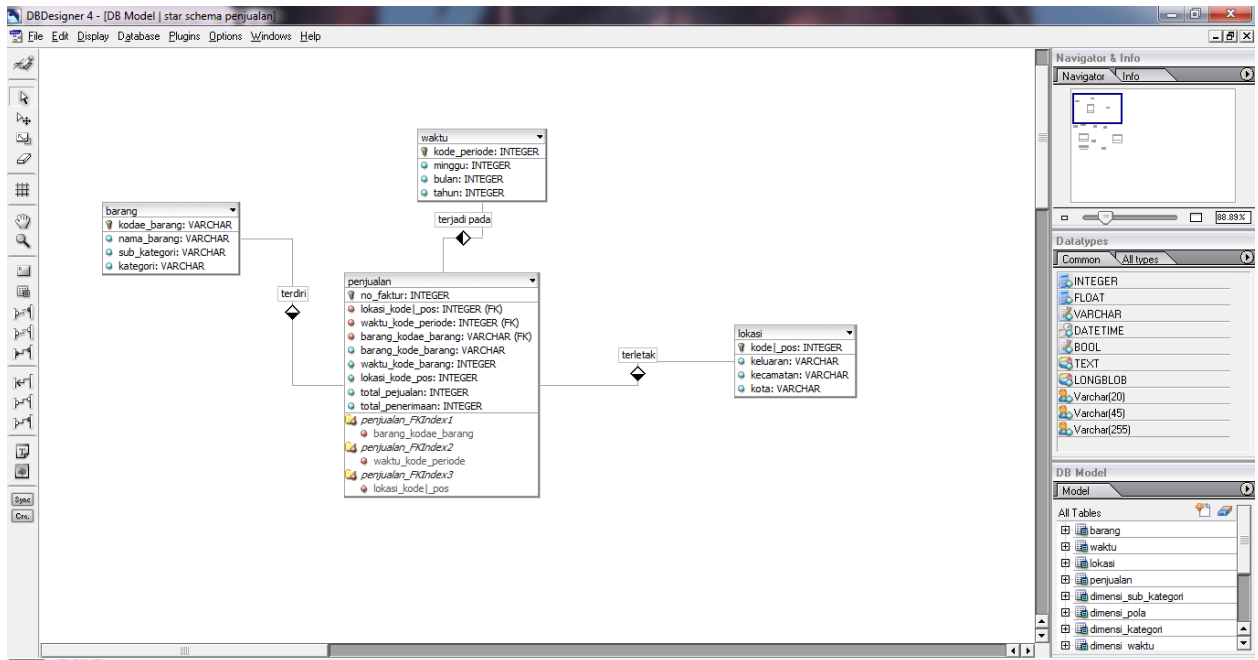 DBDesigner 4 - [DB Model | star schema penjualan]
File Edit Display Database Plugins Options Windows Help
waktu
kode_periode: INTEGER
minggu: INTEGER
bulan: INTEGER
tahun: INTEGER
terjadi pada
barang
kodae_barang: VARCHAR
nama_barang: VARCHAR
sub_kategori: VARCHAR
kategori: VARCHAR
terdiri
penjualan
no_faktur: INTEGER
lokasi_kode|_pos: INTEGER (FK)
waktu_kode_periode: INTEGER (FK)
barang_kodae_barang: VARCHAR (FK)
barang_kode_barang: VARCHAR
waktu_kode_barang: INTEGER
lokasi_kode_pos: INTEGER
total_pejualan: INTEGER
total_penerimaan: INTEGER
penjualan_FKIndex1
barang_kodae_barang
penjualan_FKIndex2
waktu_kode_periode
penjualan_FKIndex3
lokasi_kode|_pos
terletak
lokasi
kode|_pos: INTEGER
keluaran: VARCHAR
kecamatan: VARCHAR
kota: VARCHAR
Sync
Cre.
Navigator & Info
Navigator Info
88.89%
Datatypes
Common All types
INTEGER
FLOAT
VARCHAR
DATETIME
BOOL
TEXT
LONGBLOB
Varchar(20)
Varchar(45)
Varchar(255)
DB Model
Model
All Tables
barang
waktu
lokasi
penjualan
dimensi_sub_kategori
dimensi_pola
dimensi_kategori
dimensi_waktu